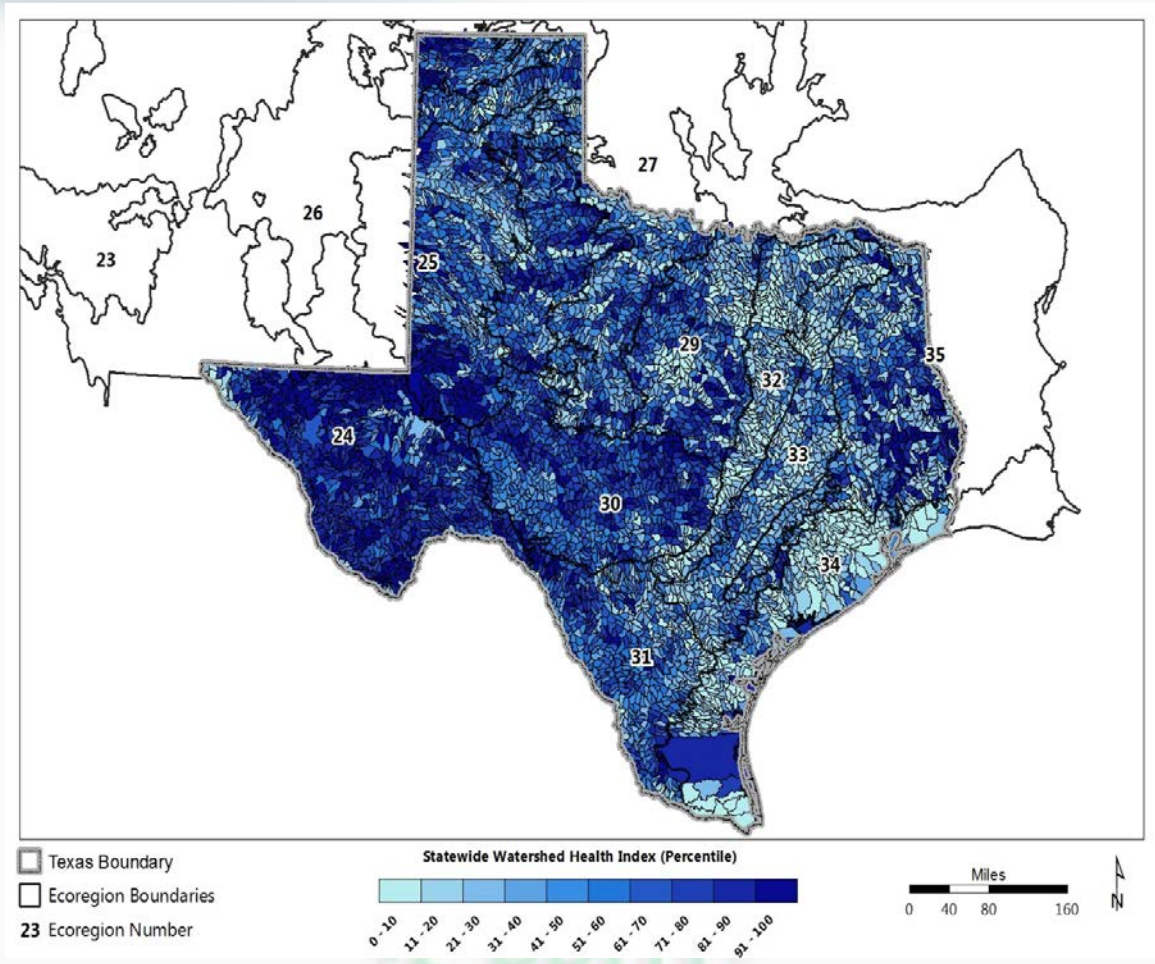 27
26
23
25
29
35
32
24
33
30
34
31
Texas Boundary
Ecoregion Boundaries
23 Ecoregion Number
Statewide Watershed Health Index (Percentile)
0 - 10
11 - 20
21 - 30
31 - 40
41 - 50
51 - 60
61 - 70
71 - 80
81 - 90
91 - 100
Miles
0 40 80 160
N